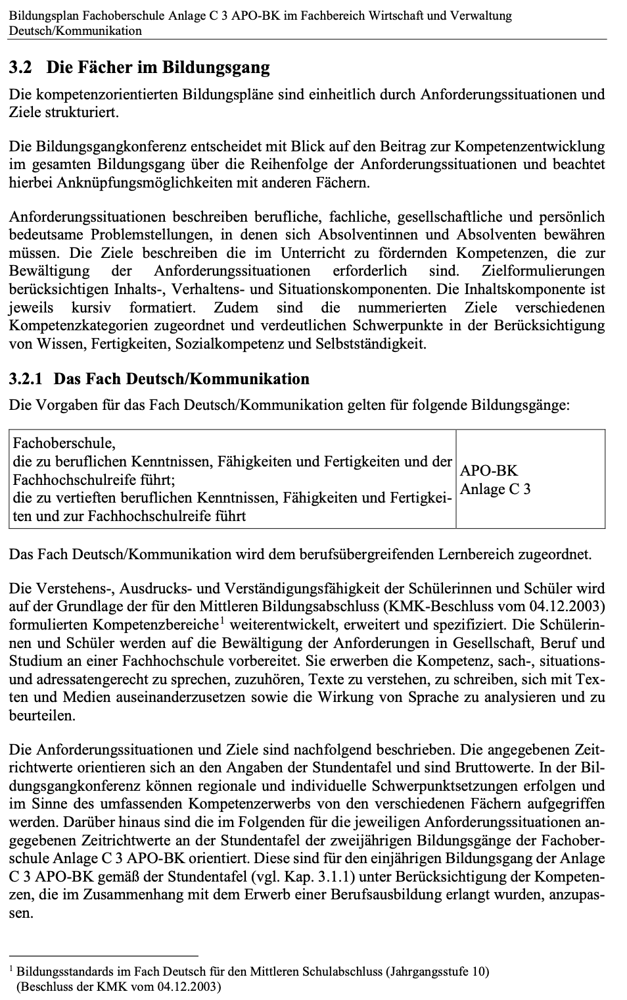 Bildungsplan Fachoberschule Anlage C 3 APO-BK im Fachbereich Wirtschaft und Verwaltung
Deutsch/Kommunikation
3.2 Die Fächer im Bildungsgang
Die kompetenzorientierten Bildungspläne sind einheitlich durch Anforderungssituationen und
Ziele strukturiert.
Die Bildungsgangkonferenz entscheidet mit Blick auf den Beitrag zur Kompetenzentwicklung
im gesamten Bildungsgang über die Reihenfolge der Anforderungssituationen und beachtet
hierbei Anknüpfungsmöglichkeiten mit anderen Fächern.
Anforderungssituationen beschreiben berufliche, fachliche, gesellschaftliche und persönlich
bedeutsame Problemstellungen, in denen sich Absolventinnen und Absolventen bewähren
müssen. Die Ziele beschreiben die im Unterricht zu fördernden Kompetenzen, die zur
Bewältigung der Anforderungssituationen erforderlich sind. Zielformulierungen
berücksichtigen Inhalts-, Verhaltens- und Situationskomponenten. Die Inhaltskomponente ist
jeweils kursiv formatiert. Zudem sind die nummerierten Ziele verschiedenen
Kompetenzkategorien zugeordnet und verdeutlichen Schwerpunkte in der Berücksichtigung
von Wissen, Fertigkeiten, Sozialkompetenz und Selbstständigkeit.
3.2.1 Das Fach Deutsch/Kommunikation
Die Vorgaben für das Fach Deutsch/Kommunikation gelten für folgende Bildungsgänge:
Fachoberschule,
die zu beruflichen Kenntnissen, Fähigkeiten und Fertigkeiten und der
Fachhochschulreife führt;
die zu vertieften beruflichen Kenntnissen, Fähigkeiten und Fertigkei-
ten und zur Fachhochschulreife führt
APO-BK
Anlage C 3
Das Fach Deutsch/Kommunikation wird dem berufsübergreifenden Lernbereich zugeordnet.
Die Verstehens-, Ausdrucks- und Verständigungsfähigkeit der Schülerinnen und Schüler wird
auf der Grundlage der für den Mittleren Bildungsabschluss (KMK-Beschluss vom 04.12.2003)
formulierten Kompetenzbereiche¹ weiterentwickelt, erweitert und spezifiziert. Die Schülerin-
nen und Schüler werden auf die Bewältigung der Anforderungen in Gesellschaft, Beruf und
Studium an einer Fachhochschule vorbereitet. Sie erwerben die Kompetenz, sach-, situations-
und adressatengerecht zu sprechen, zuzuhören, Texte zu verstehen, zu schreiben, sich mit Tex-
ten und Medien auseinanderzusetzen sowie die Wirkung von Sprache zu analysieren und zu
beurteilen.
Die Anforderungssituationen und Ziele sind nachfolgend beschrieben. Die angegebenen Zeit-
richtwerte orientieren sich an den Angaben der Stundentafel und sind Bruttowerte. In der Bil-
dungsgangkonferenz können regionale und individuelle Schwerpunktsetzungen erfolgen und
im Sinne des umfassenden Kompetenzerwerbs von den verschiedenen Fächern aufgegriffen
werden. Darüber hinaus sind die im Folgenden für die jeweiligen Anforderungssituationen an-
gegebenen Zeitrichtwerte an der Stundentafel der zweijährigen Bildungsgänge der Fachober-
schule Anlage C 3 APO-BK orientiert. Diese sind für den einjährigen Bildungsgang der Anlage
C 3 APO-BK gemäß der Stundentafel (vgl. Kap. 3.1.1) unter Berücksichtigung der Kompeten-
zen, die im Zusammenhang mit dem Erwerb einer Berufsausbildung erlangt wurden, anzupas-
sen.
¹ Bildungsstandards im Fach Deutsch für den Mittleren Schulabschluss (Jahrgangsstufe 10)
(Beschluss der KMK vom 04.12.2003)